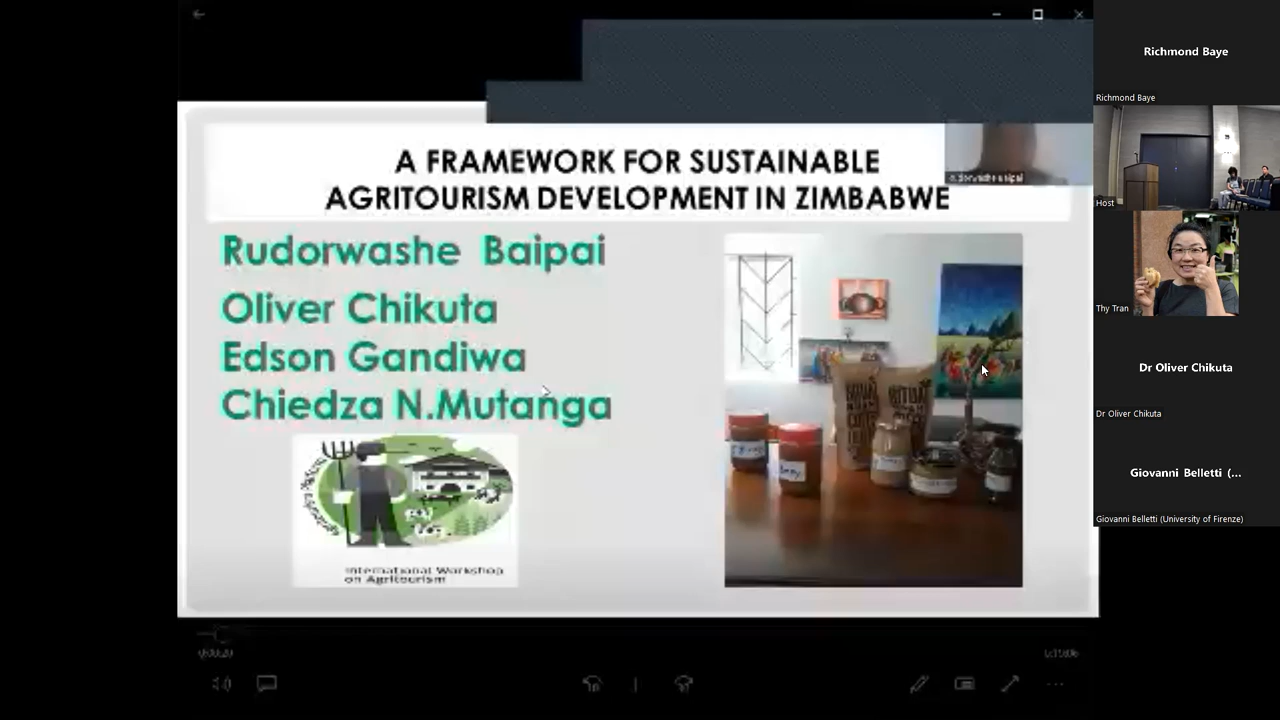 A FRAMEWORK FOR SUSTAINABLE
AGRITOURISM DEVELOPMENT IN ZIMBABWE
Rudorwashe Baipai
Oliver Chikuta
Edson Gandiwa
Chiedza N.Mutanga
International Workshop
on Agritourism
Richmond Baye
Richmond Baye
Host
Thy Tran
Dr Oliver Chikuta
Dr Oliver Chikuta
Giovanni Belletti (...
Giovanni Belletti (University of Firenze)